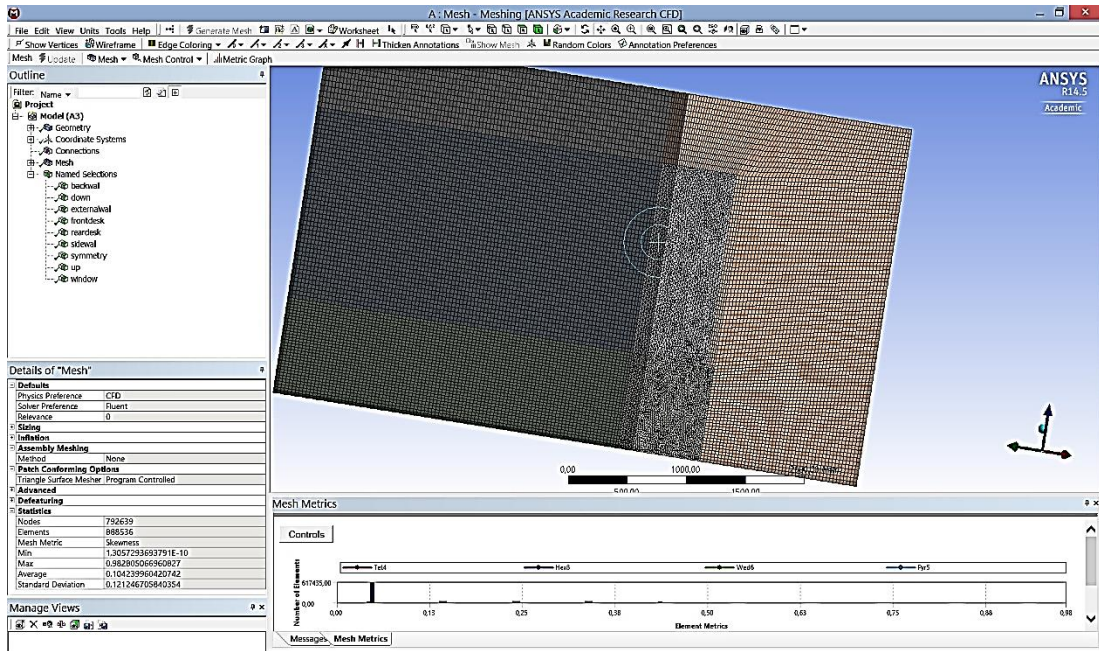 A : Mesh - Meshing [ANSYS Academic Research CFD]
File Edit View Units Tools Help Generate Mesh Worksheet
Show Vertices Wireframe Edge Coloring Thicken Annotations Show Mesh Random Colors Annotation Preferences
Mesh Update Mesh Mesh Control Metric Graph
Outline
Filter: Name
Project
Model (A3)
Geometry
Coordinate Systems
Connections
Mesh
Named Selections
backwal
down
externalwal
frontdesk
reardesk
sidewal
symmetry
up
window
ANSYS
R14.5
Academic
0,00 1000,00
500,00 1500,00
Details of "Mesh"
Defaults
Physics Preference CFD
Solver Preference Fluent
Relevance 0
Sizing
Inflation
Assembly Meshing
Method None
Patch Conforming Options
Triangle Surface Mesher Program Controlled
Advanced
Defeaturing
Statistics
Nodes 792639
Elements 888536
Mesh Metric Skewness
Min 1.3057293693791E-10
Max 0.982805066960827
Average 0.104239960420742
Standard Deviation 0.121246705840354
Manage Views
Mesh Metrics
Controls
Tet4 Hex8 Wed6 Pyr5
Number of Elements
617435,00
0,00
0,00 0,13 0,25 0,38 0,50 0,63 0,75 0,88 0,98
Element Metrics
Messages Mesh Metrics